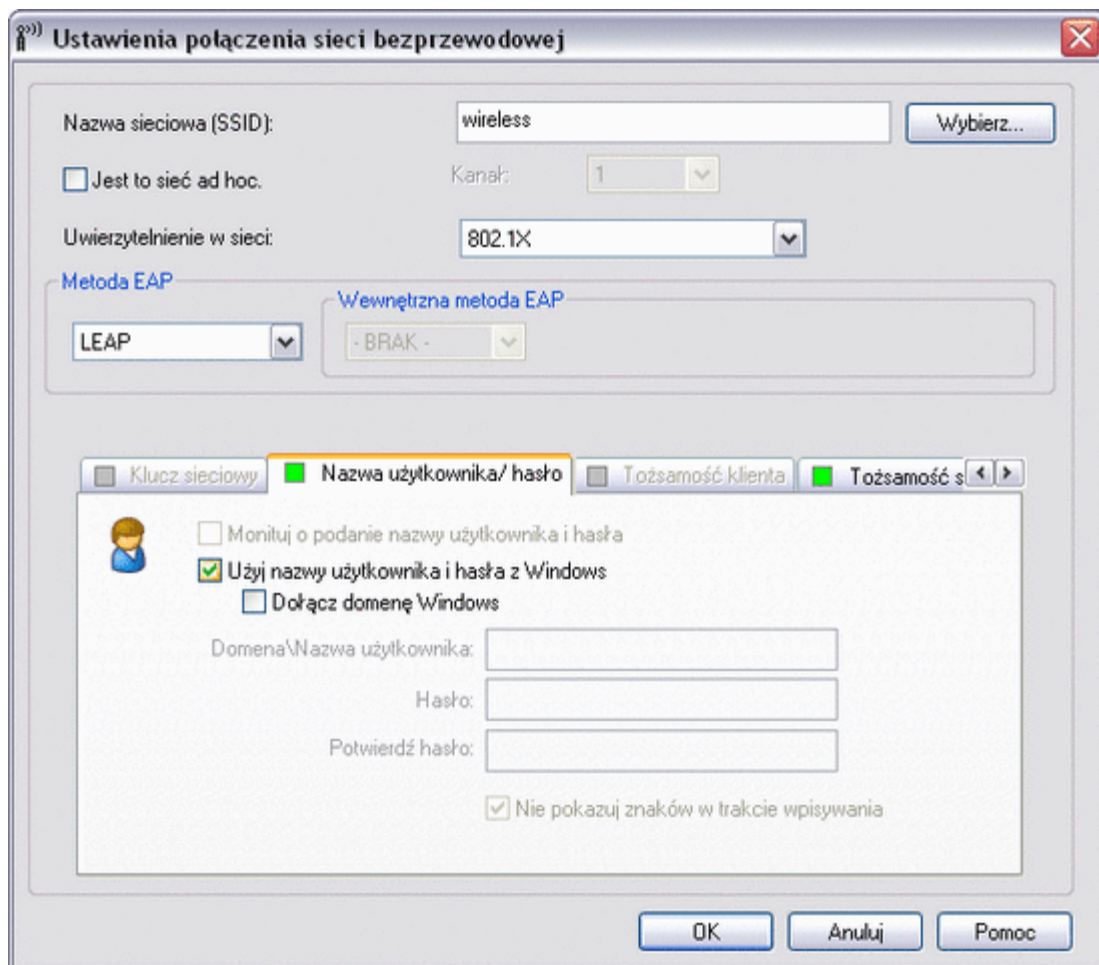 Ustawienia połączenia sieci bezprzewodowej
Nazwa sieciowa (SSID): wireless Wybierz...
Jest to sieć ad hoc. Kanał: 1
Uwierzytelnienie w sieci: 802.1X
Metoda EAP
Wewnętrzna metoda EAP
LEAP - BRAK -
Klucz sieciowy Nazwa użytkownika/ hasło Tożsamość klienta Tożsamość s
Monituj o podanie nazwy użytkownika i hasła
Użyj nazwy użytkownika i hasła z Windows
Dołącz domenę Windows
Domena\Nazwa użytkownika:
Hasło:
Potwierdź hasło:
Nie pokazuj znaków w trakcie wpisywania
OK Anuluj Pomoc